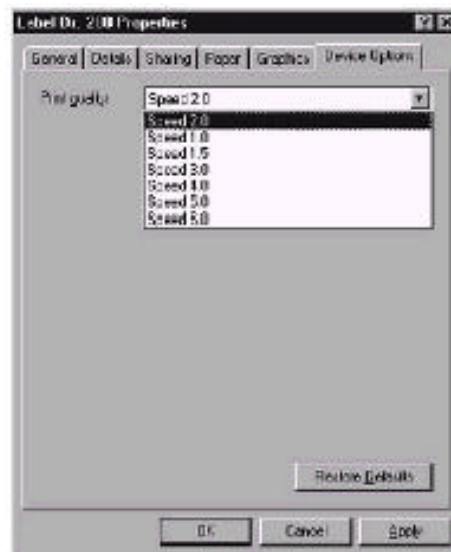 Label Dr. 200 Properties
General Details Sharing Paper Graphics Device Options
Print quality: Speed 2.0
Speed 2.0
Speed 1.0
Speed 1.5
Speed 3.0
Speed 4.0
Speed 5.0
Speed 6.0
Restore Defaults
OK Cancel Apply